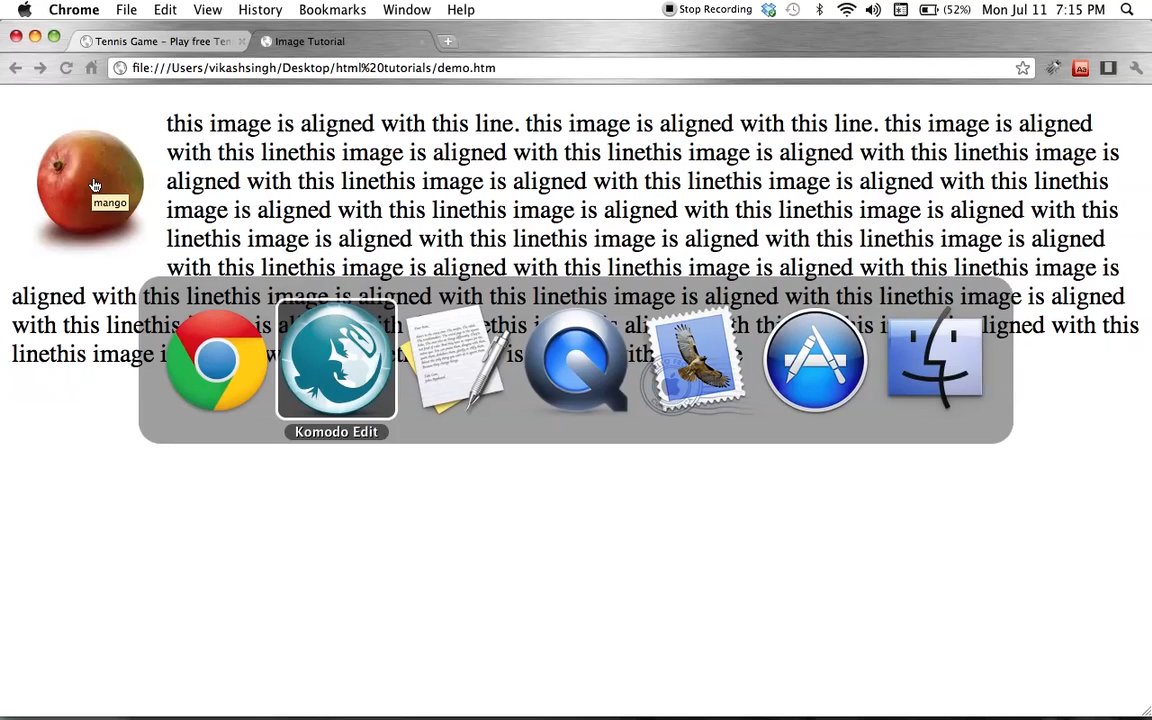 Chrome File Edit View History Bookmarks Window Help Stop Recording (52%) Mon Jul 11 7:15 PM
Tennis Game - Play free Ten Image Tutorial
file:///Users/vikashsingh/Desktop/html%20tutorials/demo.htm Aa
this image is aligned with this line. this image is aligned with this line. this image is aligned
with this linethis image is aligned with this linethis image is aligned with this linethis image is
aligned with this linethis image is aligned with this linethis image is aligned with this linethis
image is aligned with this linethis image is aligned with this linethis image is aligned with this
linethis image is aligned with this linethis image is aligned with this linethis image is aligned
with this linethis image is aligned with this linethis image is aligned with this linethis image is
mango
aligned with this linethis image is aligned with this linethis image is aligned with this linethis image is aligned
with this linethis is aligned with this
linethis image is
Komodo Edit